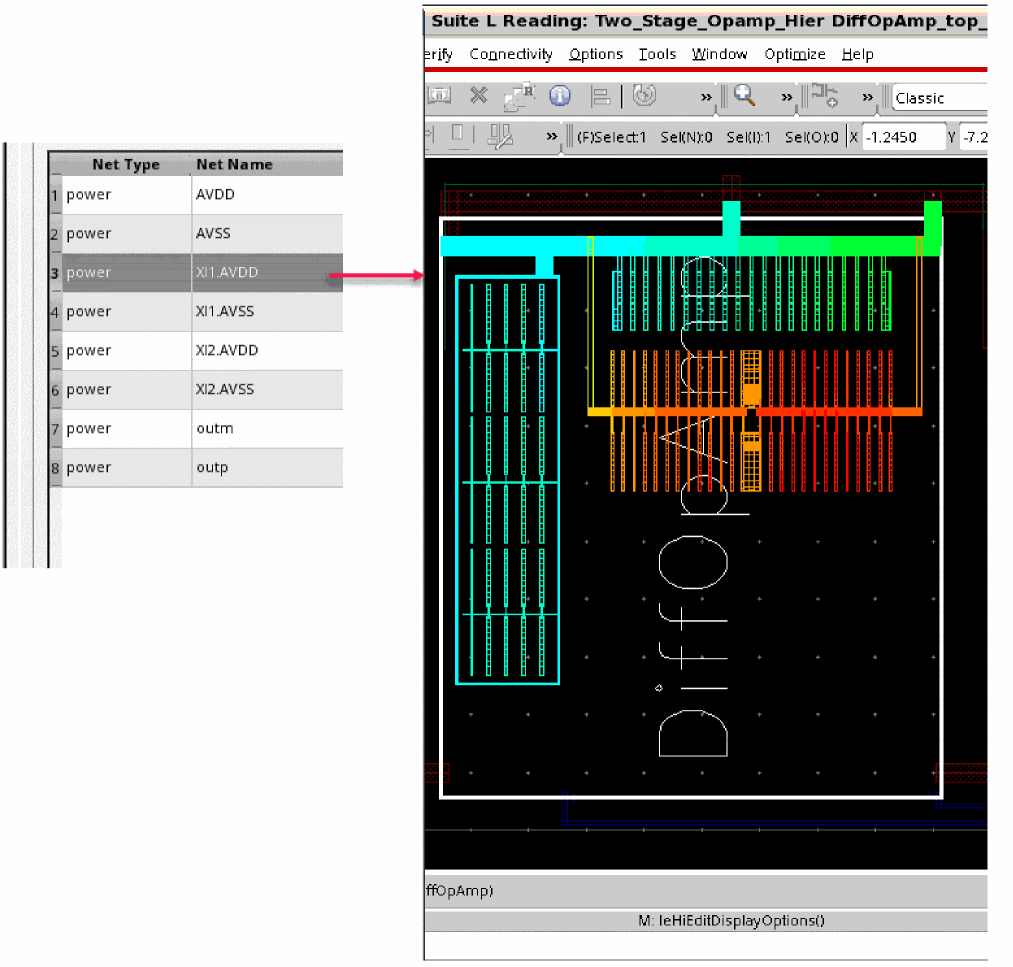 Suite L Reading: Two_Stage_Opamp_Hier DiffOpAmp_top_
erify Connectivity Options Tools Window Optimize Help
Classic
(F)Select:1 Sel(N):0 Sel(I):1 Sel(O):0 X -1.2450 Y -7.2
Net Type Net Name
1 power AVDD
2 power AVSS
3 power XI1.AVDD
4 power XI1.AVSS
5 power XI2.AVDD
6 power XI2.AVSS
7 power outm
8 power outp
DiffOpAmp
ffOpAmp)
M: leHiEditDisplayOptions()